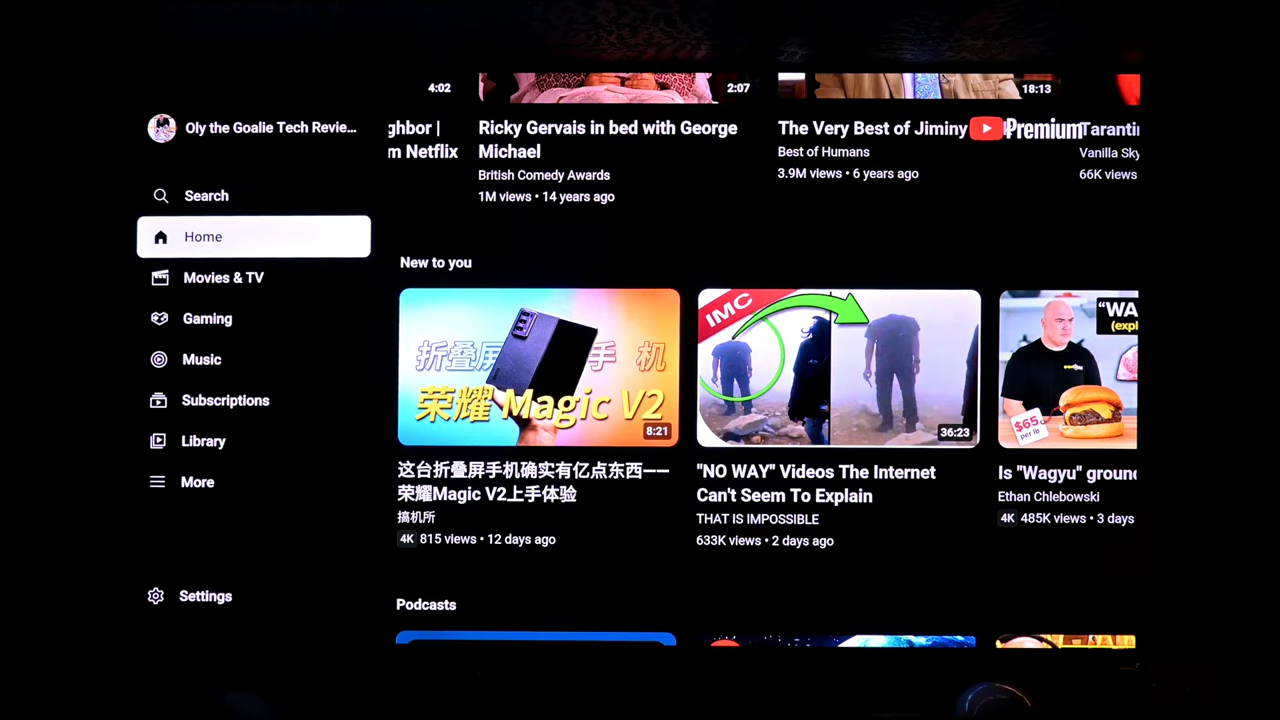 Oly the Goalie Tech Revie...
Search
Home
Movies & TV
Gaming
Music
Subscriptions
Library
More
Settings
4:02
ghbor |
m Netflix
2:07
Ricky Gervais in bed with George
Michael
British Comedy Awards
1M views • 14 years ago
18:13
The Very Best of Jiminy
Best of Humans
3.9M views • 6 years ago
Premium
Taranti
Vanilla Sky
66K views
New to you
折叠屏手机
荣耀 Magic V2
8:21
这台折叠屏手机确实有亿点东西——
荣耀Magic V2上手体验
搞机所
4K 815 views • 12 days ago
IMC
36:23
"NO WAY" Videos The Internet
Can't Seem To Explain
THAT IS IMPOSSIBLE
633K views • 2 days ago
"WA
(expl
$65
per lb
Is "Wagyu" groun
Ethan Chlebowski
4K 485K views • 3 days
Podcasts